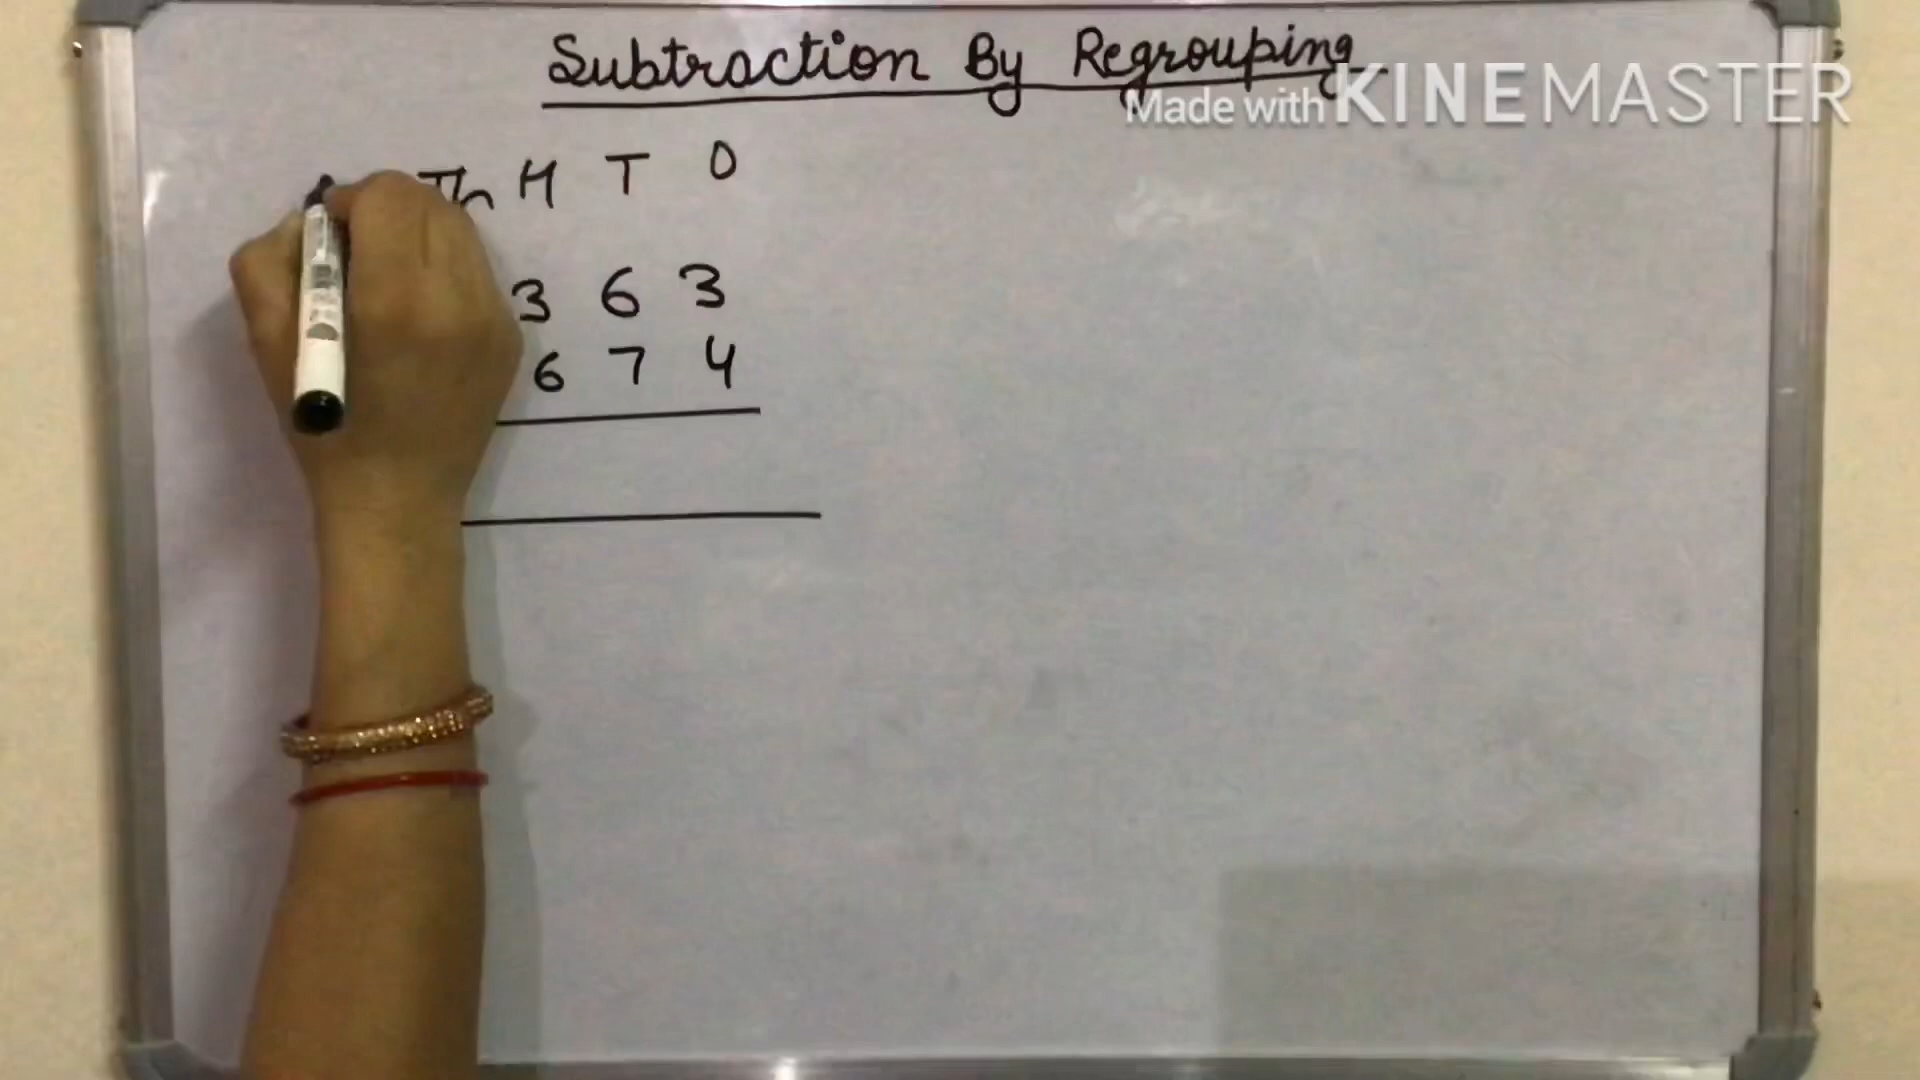 Subtraction By Regrouping
Made with KINEMASTER
Th H T O
3 6 3
6 7 4